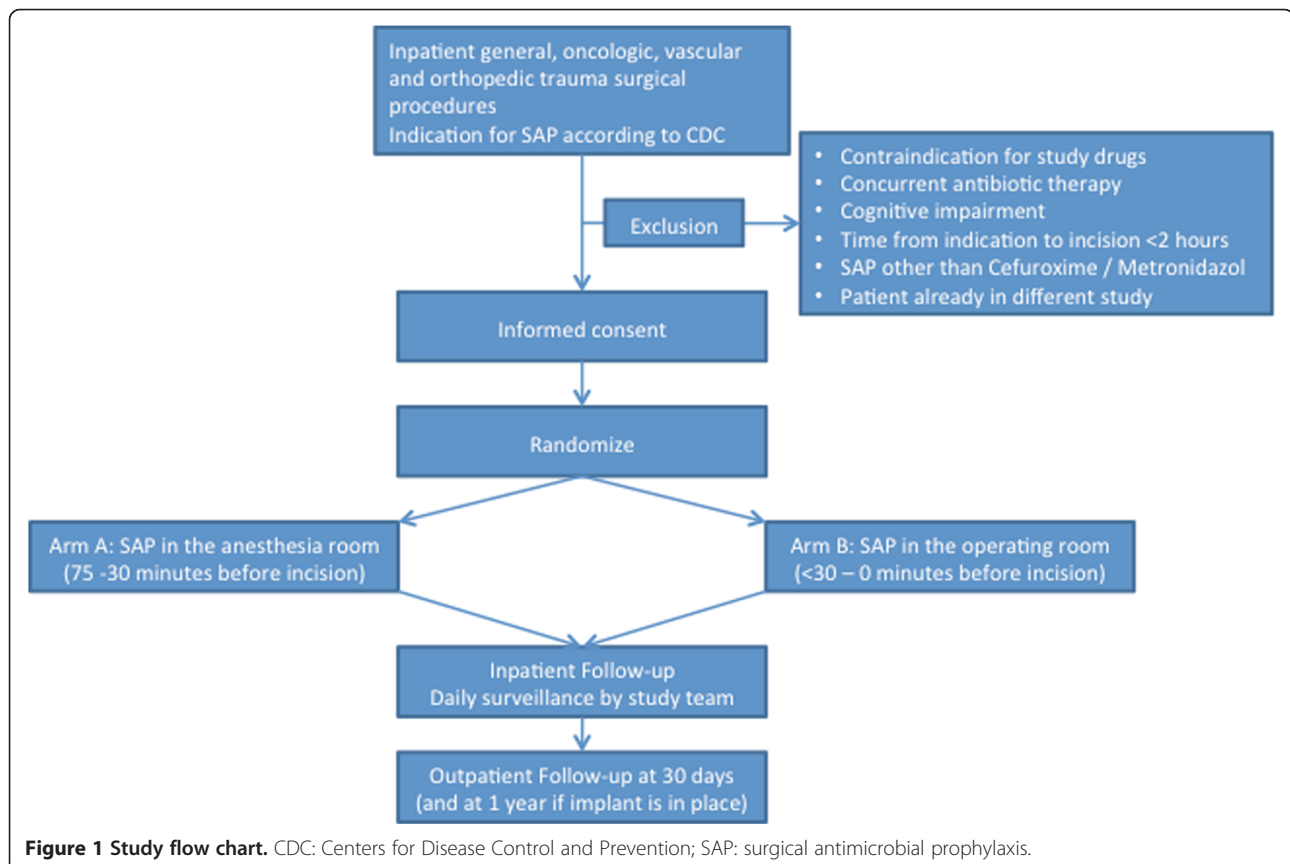 Inpatient general, oncologic, vascular
and orthopedic trauma surgical
procedures
Indication for SAP according to CDC
Exclusion
• Contraindication for study drugs
• Concurrent antibiotic therapy
• Cognitive impairment
• Time from indication to incision <2 hours
• SAP other than Cefuroxime / Metronidazol
• Patient already in different study
Informed consent
Randomize
Arm A: SAP in the anesthesia room
(75 -30 minutes before incision)
Arm B: SAP in the operating room
(<30 – 0 minutes before incision)
Inpatient Follow-up
Daily surveillance by study team
Outpatient Follow-up at 30 days
(and at 1 year if implant is in place)
Figure 1 Study flow chart. CDC: Centers for Disease Control and Prevention; SAP: surgical antimicrobial prophylaxis.